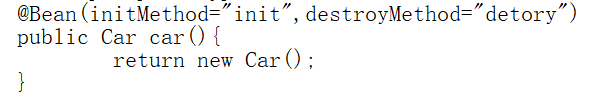 @Bean(initMethod="init",destroyMethod="detory")
public Car car(){
        return new Car();
}